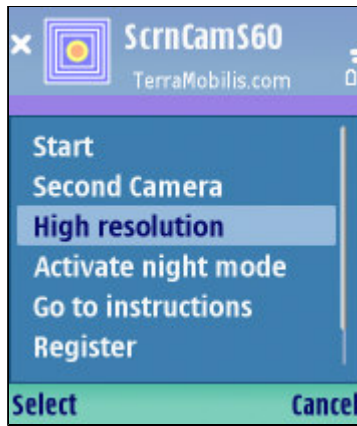 ScrnCamS60
TerraMobilis.com
Start
Second Camera
High resolution
Activate night mode
Go to instructions
Register
Select
Cancel